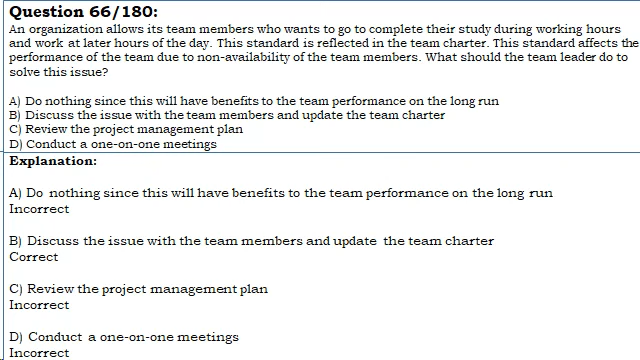 Question 66/180:
An organization allows its team members who wants to go to complete their study during working hours
and work at later hours of the day. This standard is reflected in the team charter. This standard affects the
performance of the team due to non-availability of the team members. What should the team leader do to
solve this issue?
A) Do nothing since this will have benefits to the team performance on the long run
B) Discuss the issue with the team members and update the team charter
C) Review the project management plan
D) Conduct a one-on-one meetings
Explanation:
A) Do nothing since this will have benefits to the team performance on the long run
Incorrect
B) Discuss the issue with the team members and update the team charter
Correct
C) Review the project management plan
Incorrect
D) Conduct a one-on-one meetings
Incorrect